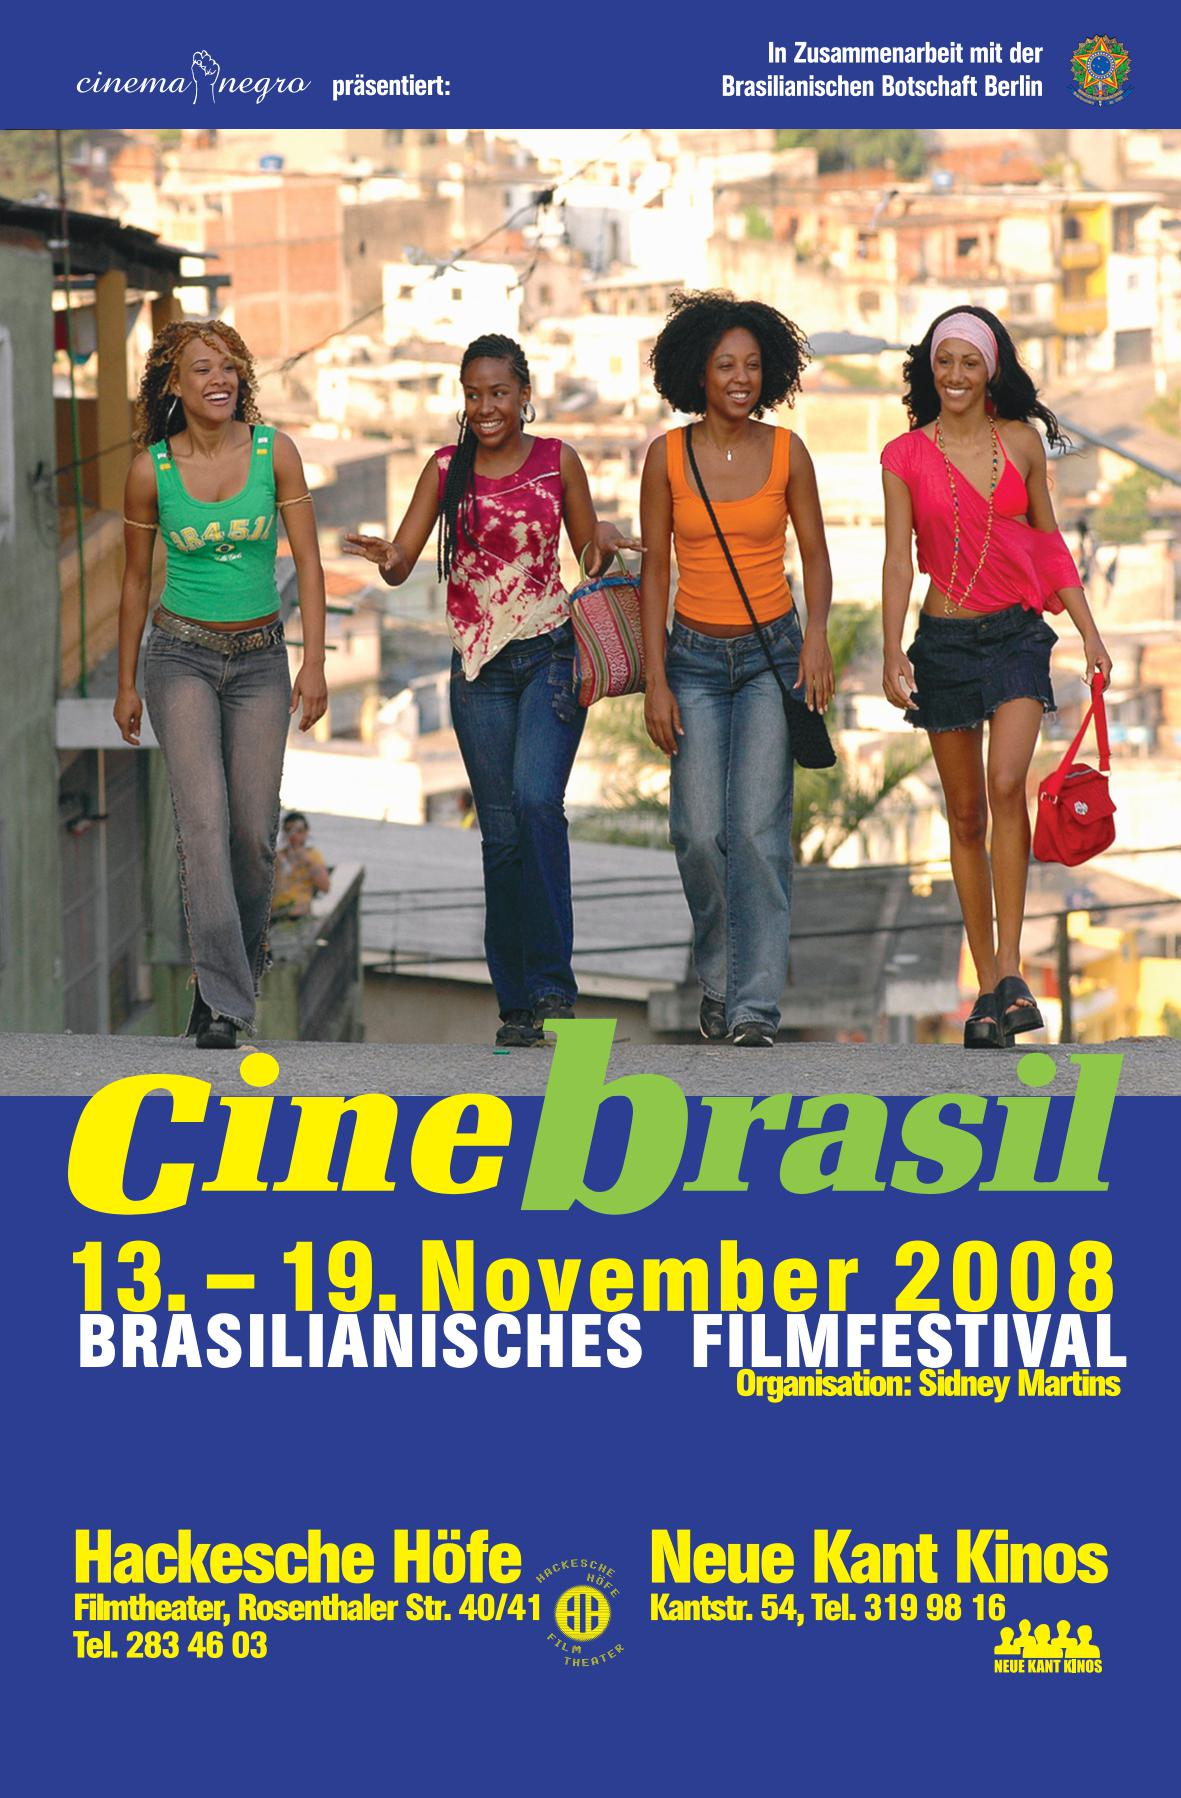 cinema negro präsentiert:
In Zusammenarbeit mit der
Brasilianischen Botschaft Berlin
cinebrasil
13. – 19. November 2008
BRASILIANISCHES FILMFESTIVAL
Organisation: Sidney Martins
Hackesche Höfe
Filmtheater, Rosenthaler Str. 40/41
Tel. 283 46 03
HACKESCHE
HÖFE
HH
FILM
THEATER
Neue Kant Kinos
Kantstr. 54, Tel. 319 98 16
NEUE KANT KINOS